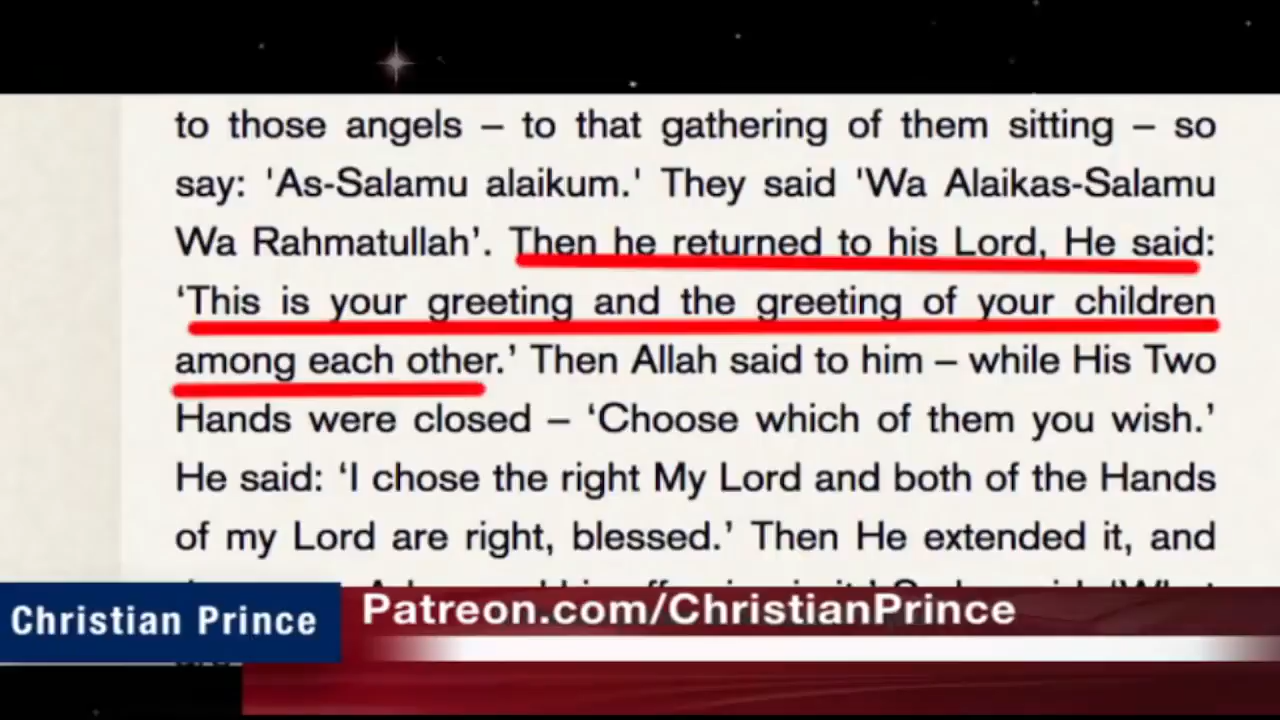 to those angels – to that gathering of them sitting – so
say: 'As-Salamu alaikum.' They said 'Wa Alaikas-Salamu
Wa Rahmatullah’. Then he returned to his Lord, He said:
‘This is your greeting and the greeting of your children
among each other.’ Then Allah said to him – while His Two
Hands were closed – ‘Choose which of them you wish.’
He said: ‘I chose the right My Lord and both of the Hands
of my Lord are right, blessed.’ Then He extended it, and
Christian Prince
Patreon.com/ChristianPrince